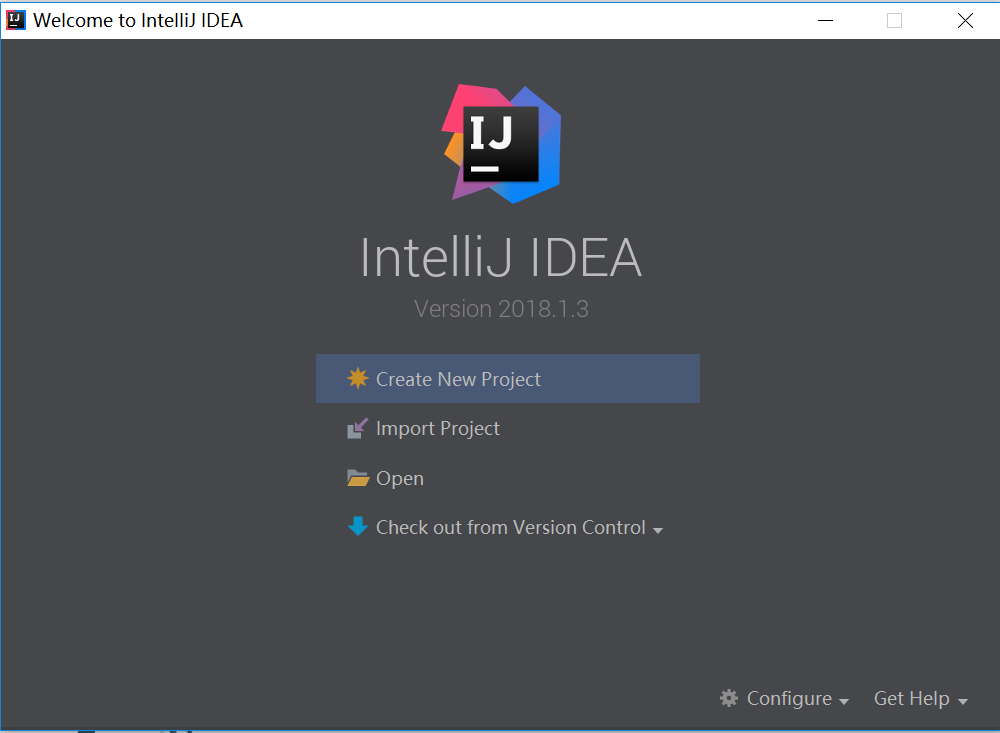 Welcome to IntelliJ IDEA
IJ
IntelliJ IDEA
Version 2018.1.3
Create New Project
Import Project
Open
Check out from Version Control
Configure Get Help